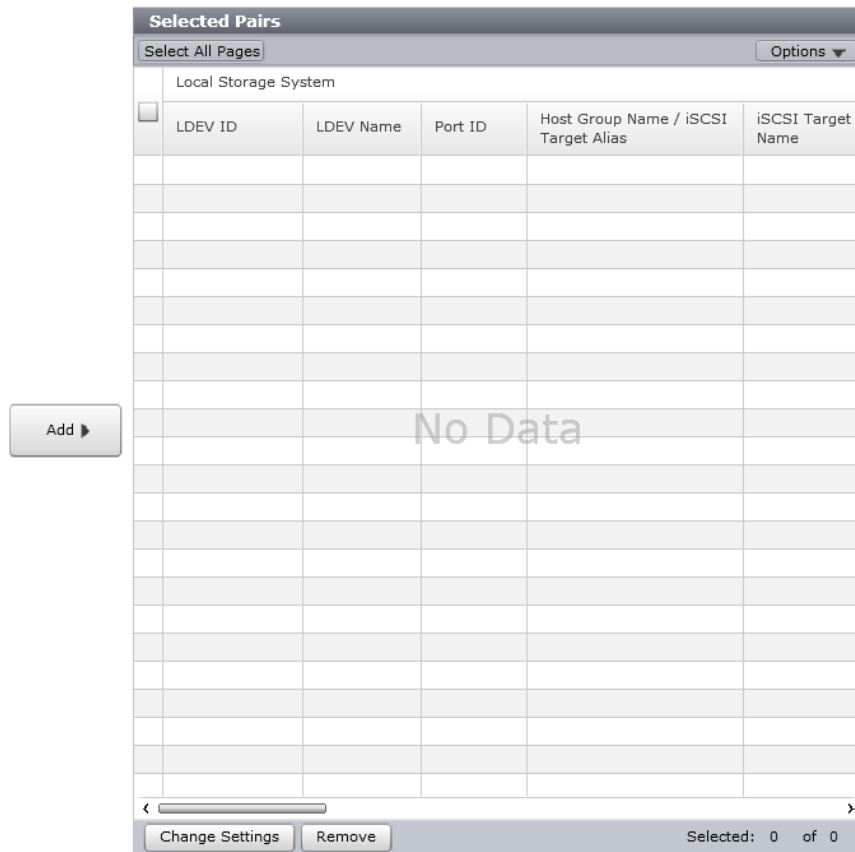 Selected Pairs
Select All Pages
Options
Local Storage System
LDEV ID
LDEV Name
Port ID
Host Group Name / iSCSI
Target Alias
iSCSI Target
Name
Add
No Data
Change Settings
Remove
Selected: 0 of 0